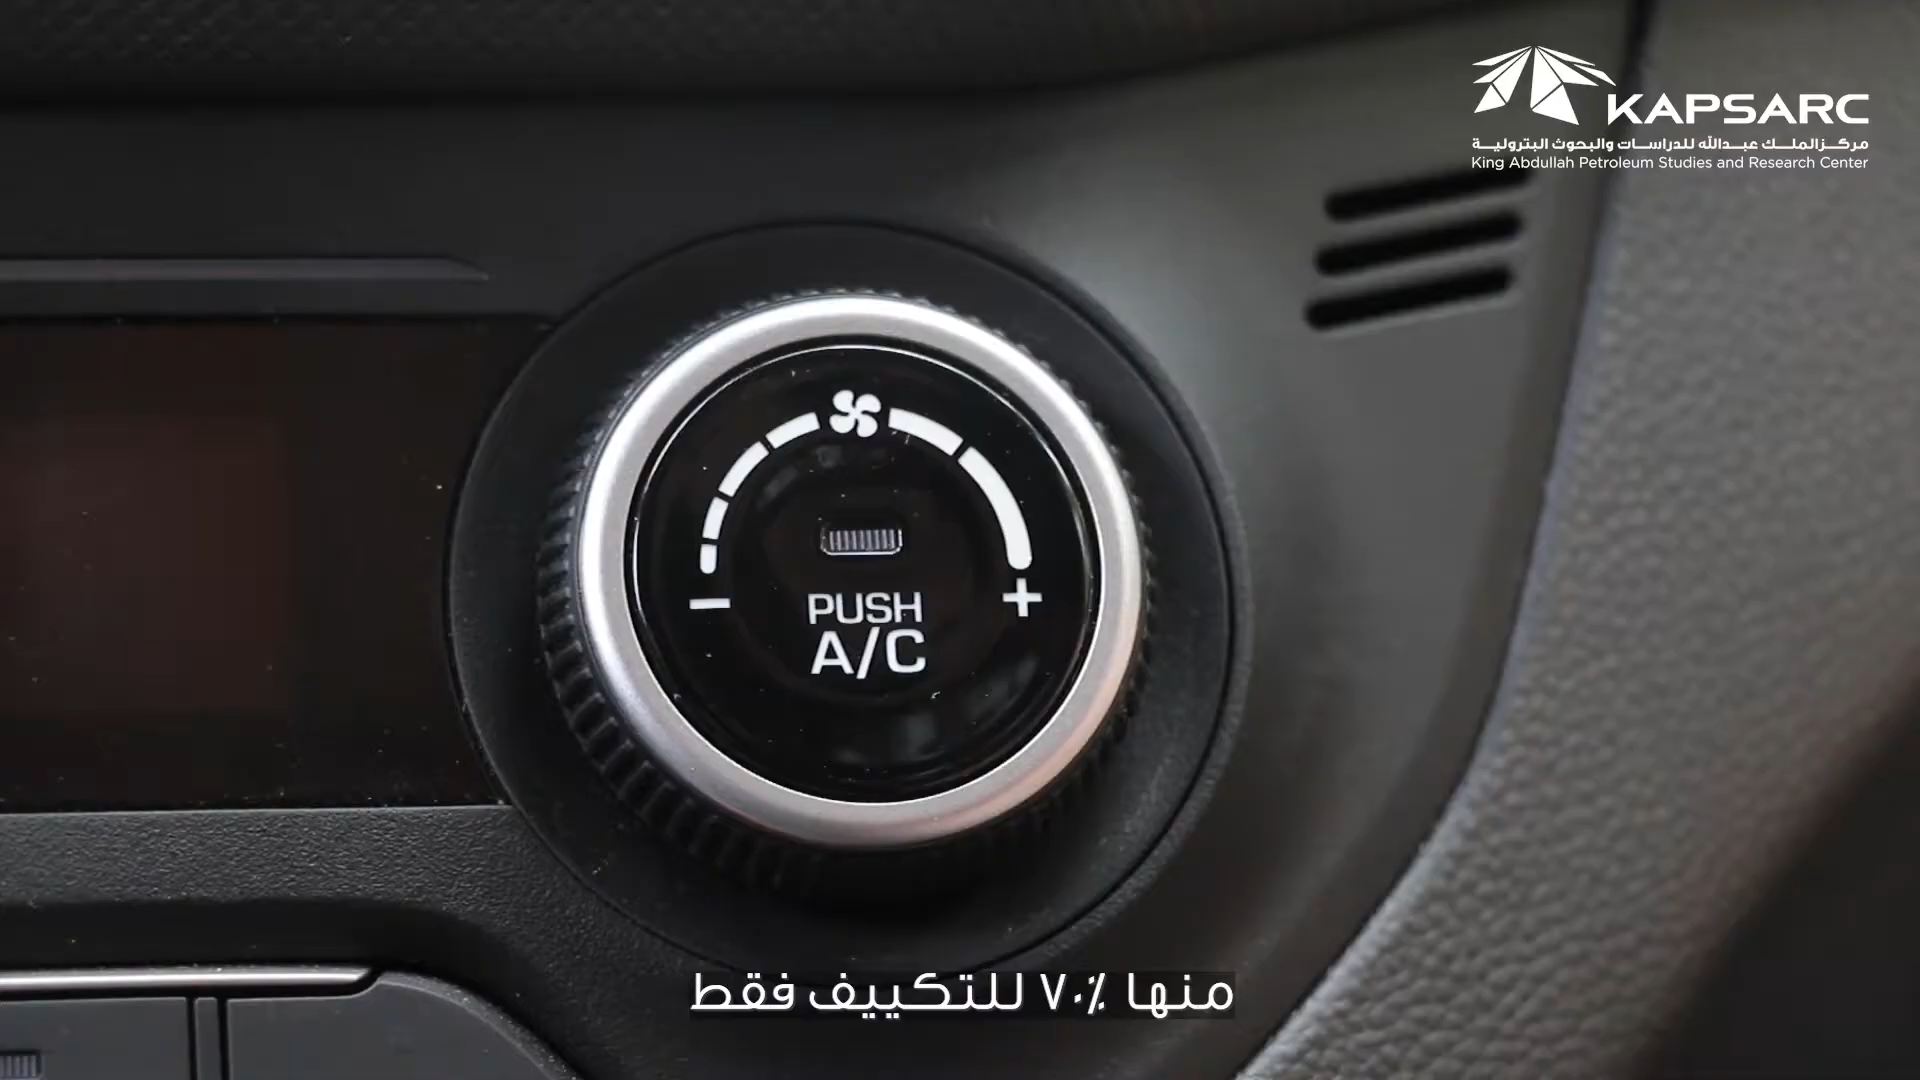 KAPSARC
مركز الملك عبدالله للدراسات والبحوث البترولية
King Abdullah Petroleum Studies and Research Center
PUSH
A/C
منها ٧٠٪ للتكييف فقط